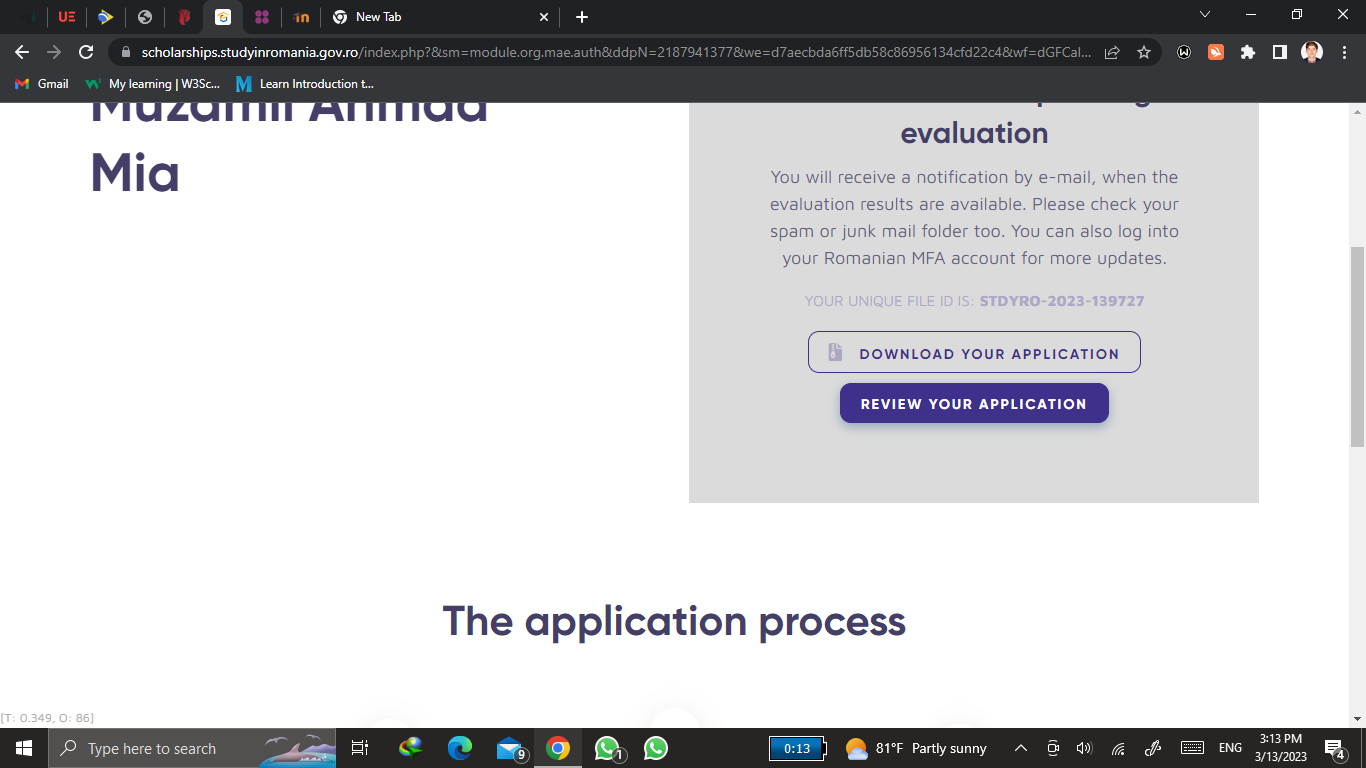 UE
New Tab
scholarships.studyinromania.gov.ro/index.php?&sm=module.org.mae.auth&ddpN=2187941377&we=d7aecbda6ff5db58c86956134cfd22c4&wf=dGFCal...
Gmail
My learning | W3Sc...
Learn Introduction t...
Muzamil Ahmad
Mia
evaluation
You will receive a notification by e-mail, when the
evaluation results are available. Please check your
spam or junk mail folder too. You can also log into
your Romanian MFA account for more updates.
YOUR UNIQUE FILE ID IS: STDYRO-2023-139727
DOWNLOAD YOUR APPLICATION
REVIEW YOUR APPLICATION
The application process
[T: 0.349, O: 86]
Type here to search
9
1
0:13
81°F Partly sunny
ENG
3:13 PM
3/13/2023
4